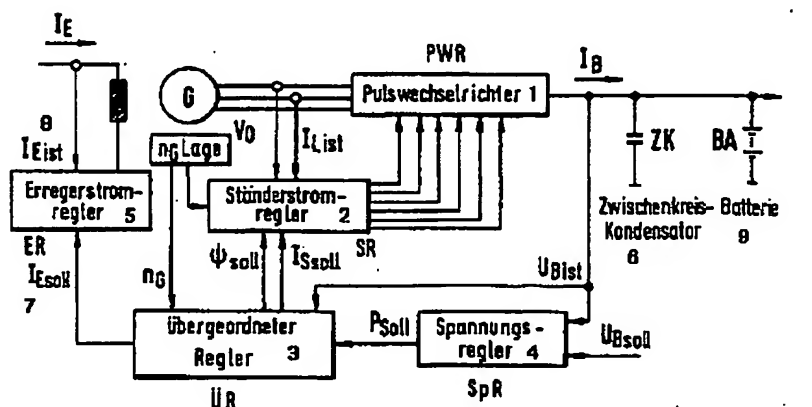 I_E
PWR
I_B
G
Pulswechselrichter 1
8
V0
I_List
ZK
BA
I_Eist
n_G Lage
Erregerstrom-
regler 5
Ständerstrom-
regler 2
Zwischenkreis-
Kondensator
6
Batterie
9
ER
SR
I_Esoll
7
n_G
ψ_soll
I_Ssoll
U_Bist
übergeordneter
Regler 3
P_Soll
Spannungs-
regler 4
U_Bsoll
ÜR
SpR